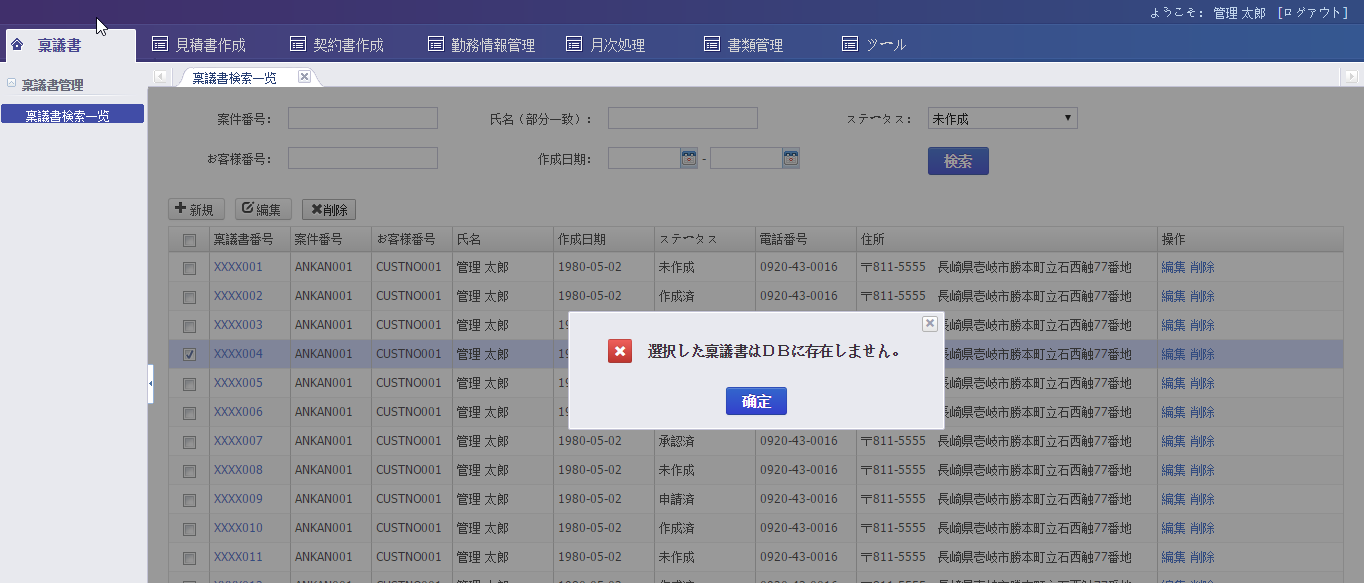 ようこそ： 管理 太郎 [ログアウト]
稟議書 見積書作成 契約書作成 勤務情報管理 月次処理 書類管理 ツール
稟議書管理
稟議書検索一览
稟議書検索一览
案件番号： 氏名（部分一致）： ステータス： 未作成
お客様番号： 作成日期： - 検索
新規 編集 削除
稟議書番号 案件番号 お客様番号 氏名 作成日期 ステータス 電話番号 住所 操作
XXXX001 ANKAN001 CUSTNO001 管理 太郎 1980-05-02 未作成 0920-43-0016 〒811-5555 長崎県壱岐市勝本町立石西触77番地 編集 削除
XXXX002 ANKAN001 CUSTNO001 管理 太郎 1980-05-02 作成済 0920-43-0016 〒811-5555 長崎県壱岐市勝本町立石西触77番地 編集 削除
XXXX003 ANKAN001 CUSTNO001 管理 太郎 長崎県壱岐市勝本町立石西触77番地 編集 削除
XXXX004 ANKAN001 CUSTNO001 管理 太郎 長崎県壱岐市勝本町立石西触77番地 編集 削除
選択した稟議書はＤＢに存在しません。
確定
XXXX005 ANKAN001 CUSTNO001 管理 太郎 長崎県壱岐市勝本町立石西触77番地 編集 削除
XXXX006 ANKAN001 CUSTNO001 管理 太郎 長崎県壱岐市勝本町立石西触77番地 編集 削除
XXXX007 ANKAN001 CUSTNO001 管理 太郎 1980-05-02 承認済 0920-43-0016 〒811-5555 長崎県壱岐市勝本町立石西触77番地 編集 削除
XXXX008 ANKAN001 CUSTNO001 管理 太郎 1980-05-02 未作成 0920-43-0016 〒811-5555 長崎県壱岐市勝本町立石西触77番地 編集 削除
XXXX009 ANKAN001 CUSTNO001 管理 太郎 1980-05-02 申請済 0920-43-0016 〒811-5555 長崎県壱岐市勝本町立石西触77番地 編集 削除
XXXX010 ANKAN001 CUSTNO001 管理 太郎 1980-05-02 作成済 0920-43-0016 〒811-5555 長崎県壱岐市勝本町立石西触77番地 編集 削除
XXXX011 ANKAN001 CUSTNO001 管理 太郎 1980-05-02 未作成 0920-43-0016 〒811-5555 長崎県壱岐市勝本町立石西触77番地 編集 削除